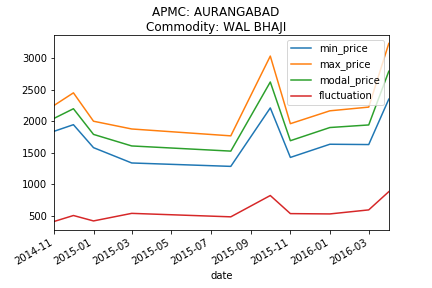 APMC: AURANGABAD
Commodity: WAL BHAJI
min_price
max_price
modal_price
fluctuation
3000
2500
2000
1500
1000
500
2014-11
2015-01
2015-03
2015-05
2015-07
2015-09
2015-11
2016-01
2016-03
date